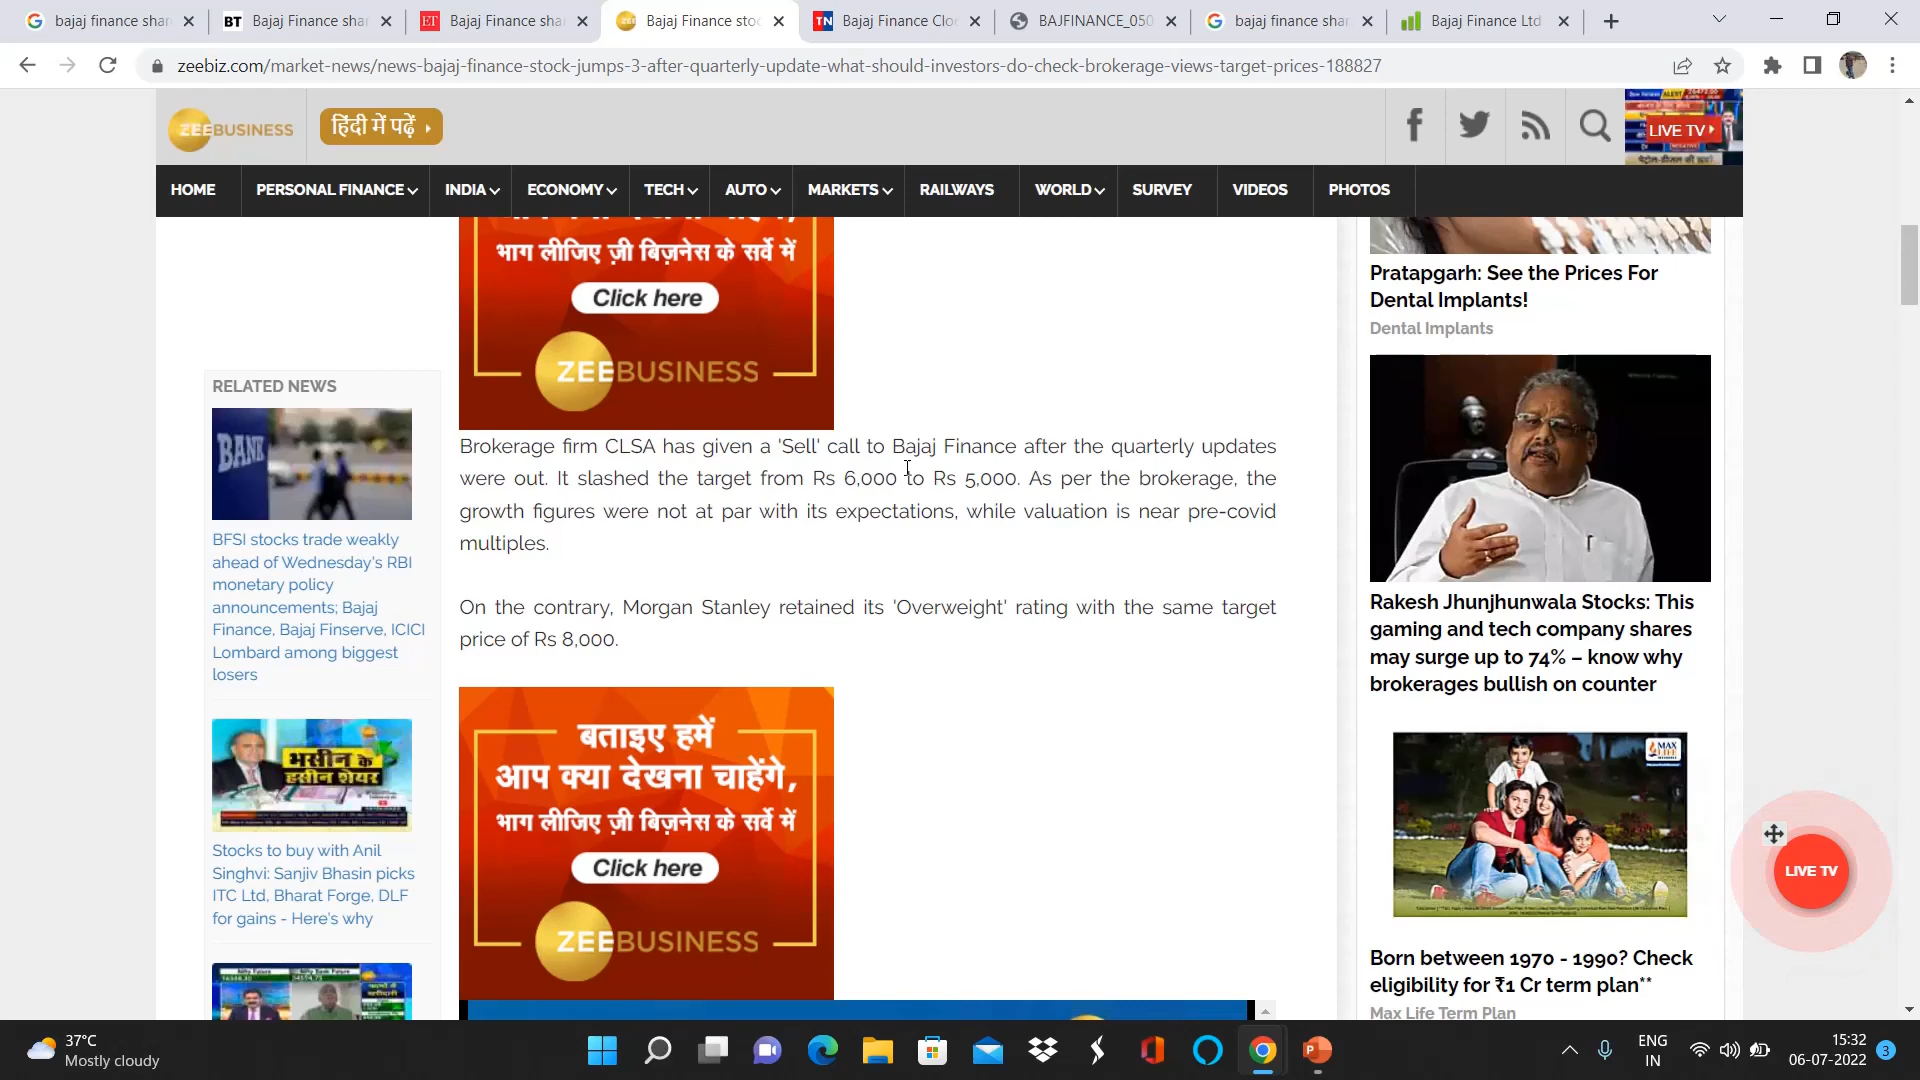 bajaj finance shar
Bajaj Finance sha
Bajaj Finance sha
Bajaj Finance sto
Bajaj Finance Clo
BAJFINANCE_050
bajaj finance shar
Bajaj Finance Ltd
zeebiz.com/market-news/news-bajaj-finance-stock-jumps-3-after-quarterly-update-what-should-investors-do-check-brokerage-views-target-prices-188827
ZEEBUSINESS
हिंदी में पढ़ें
LIVE TV
HOME
PERSONAL FINANCE
INDIA
ECONOMY
TECH
AUTO
MARKETS
RAILWAYS
WORLD
SURVEY
VIDEOS
PHOTOS
भाग लीजिए ज़ी बिज़नेस के सर्वे में
Click here
ZEEBUSINESS
Brokerage firm CLSA has given a 'Sell' call to Bajaj Finance after the quarterly updates
were out. It slashed the target from Rs 6,000 to Rs 5,000. As per the brokerage, the
growth figures were not at par with its expectations, while valuation is near pre-covid
multiples.
On the contrary, Morgan Stanley retained its 'Overweight' rating with the same target
price of Rs 8,000.
बताइए हमें
आप क्या देखना चाहेंगे,
भाग लीजिए ज़ी बिज़नेस के सर्वे में
Click here
ZEEBUSINESS
RELATED NEWS
BANK
BFSI stocks trade weakly
ahead of Wednesday's RBI
monetary policy
announcements; Bajaj
Finance, Bajaj Finserve, ICICI
Lombard among biggest
losers
भसीन के
हसीन शेयर
Stocks to buy with Anil
Singhvi: Sanjiv Bhasin picks
ITC Ltd, Bharat Forge, DLF
for gains - Here's why
Pratapgarh: See the Prices For
Dental Implants!
Dental Implants
Rakesh Jhunjhunwala Stocks: This
gaming and tech company shares
may surge up to 74% – know why
brokerages bullish on counter
MAX
LIFE
LIVE TV
Born between 1970 - 1990? Check
eligibility for ₹1 Cr term plan**
Max Life Term Plan
37°C
Mostly cloudy
ENG
IN
15:32
06-07-2022
3